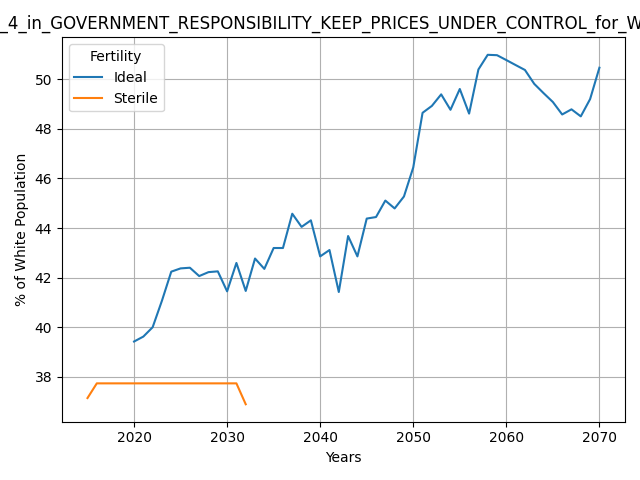 _4_in_GOVERNMENT_RESPONSIBILITY_KEEP_PRICES_UNDER_CONTROL_for_W
Fertility
Ideal
Sterile
% of White Population
50
48
46
44
42
40
38
2020 2030 2040 2050 2060 2070
Years